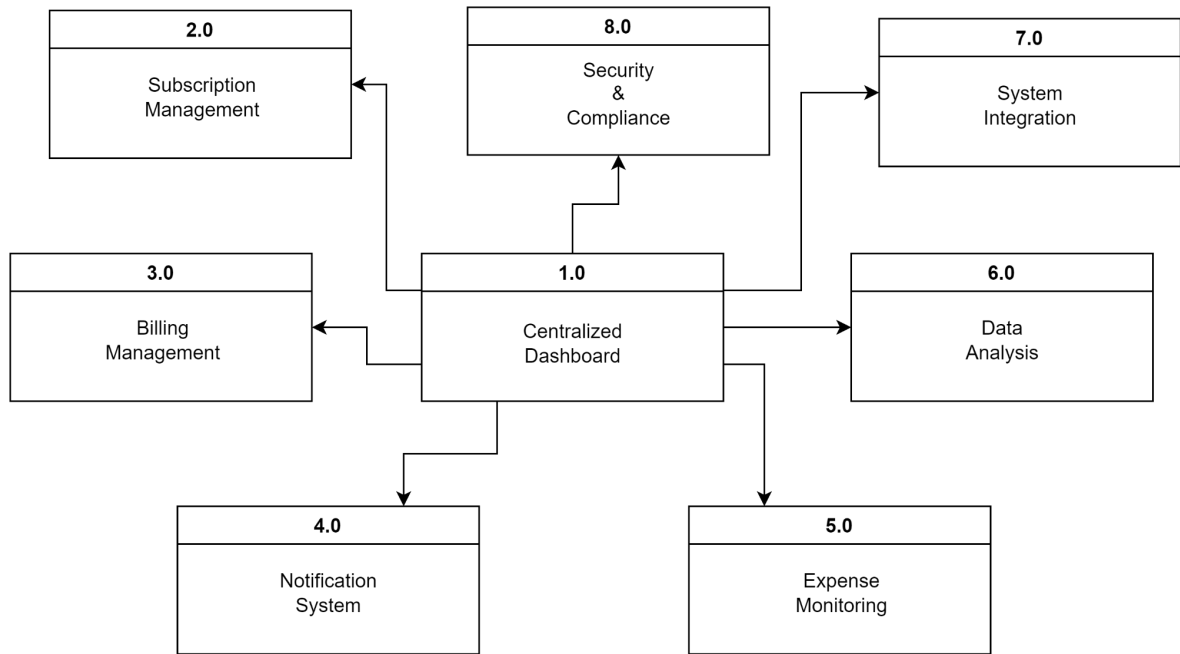 2.0
Subscription
Management
8.0
Security
&
Compliance
7.0
System
Integration
3.0
Billing
Management
1.0
Centralized
Dashboard
6.0
Data
Analysis
4.0
Notification
System
5.0
Expense
Monitoring